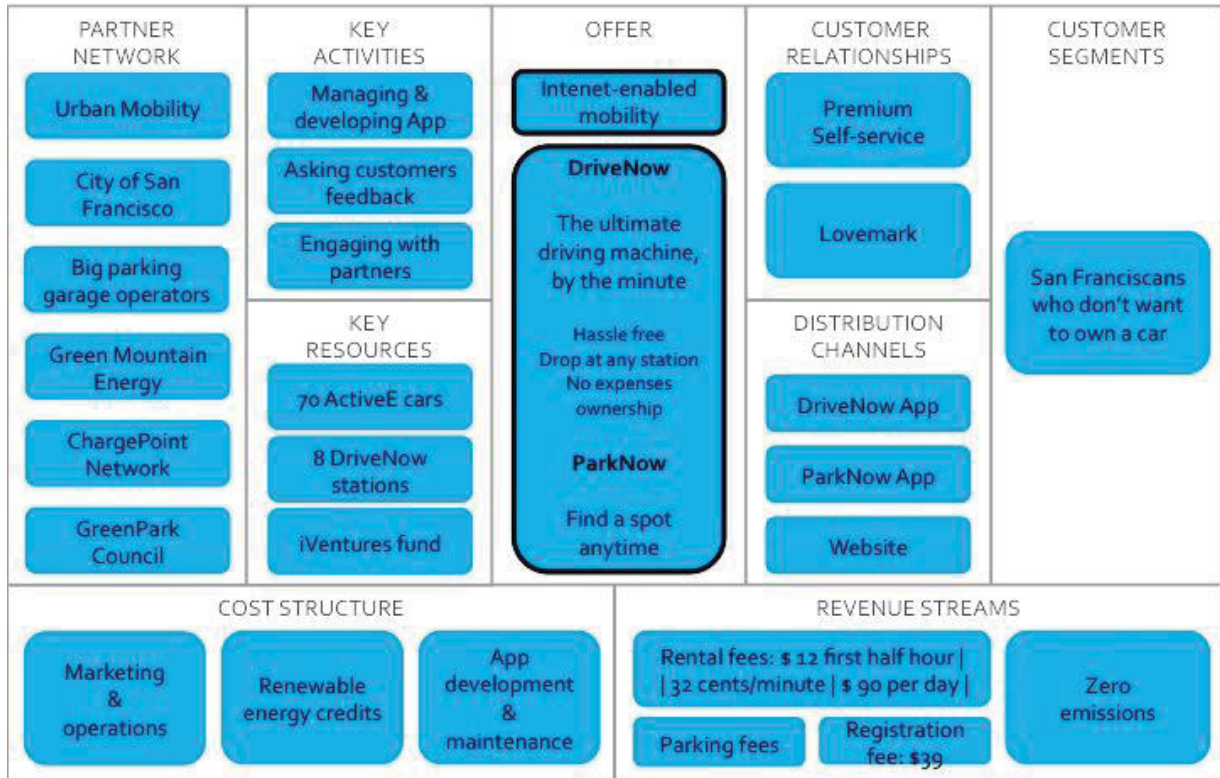 PARTNER
NETWORK
Urban Mobility
City of San
Francisco
Big parking
garage operators
Green Mountain
Energy
ChargePoint
Network
GreenPark
Council
KEY
ACTIVITIES
Managing &
developing App
Asking customers
feedback
Engaging with
partners
KEY
RESOURCES
70 ActiveE cars
8 DriveNow
stations
iVentures fund
OFFER
Intenet-enabled
mobility
DriveNow
The ultimate
driving machine,
by the minute
Hassle free
Drop at any station
No expenses
ownership
ParkNow
Find a spot
anytime
CUSTOMER
RELATIONSHIPS
Premium
Self-service
Lovemark
DISTRIBUTION
CHANNELS
DriveNow App
ParkNow App
Website
CUSTOMER
SEGMENTS
San Franciscans
who don't want
to own a car
COST STRUCTURE
Marketing
&
operations
Renewable
energy credits
App
development
&
maintenance
REVENUE STREAMS
Rental fees: $ 12 first half hour |
| 32 cents/minute | $ 90 per day |
Parking fees
Registration
fee: $39
Zero
emissions